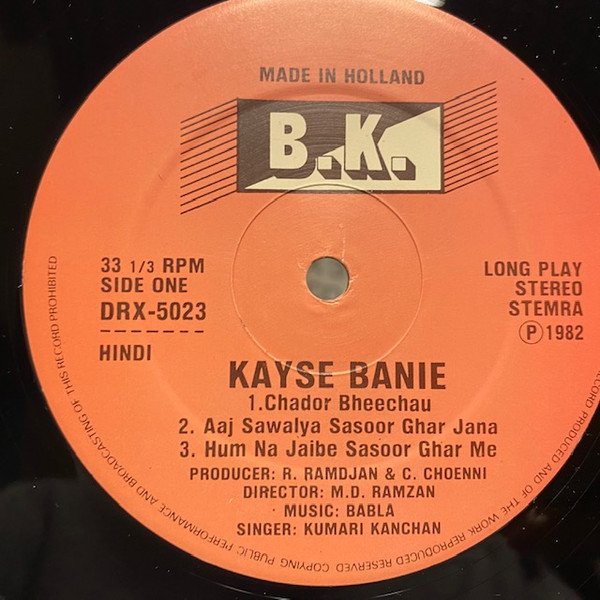 MADE IN HOLLAND
B.K.
33 1/3 RPM
SIDE ONE
DRX-5023
-------
HINDI
LONG PLAY
STEREO
STEMRA
Ⓟ1982
KAYSE BANIE
1.Chador Bheechau
2. Aaj Sawalya Sasoor Ghar Jana
3. Hum Na Jaibe Sasoor Ghar Me
PRODUCER: R. RAMDJAN & C. CHOENNI
DIRECTOR: M.D. RAMZAN
MUSIC: BABLA
SINGER: KUMARI KANCHAN
RECORD PRODUCED AND OF THE WORK REPRODUCED RESERVED COPYING PUBLIC PERFORMANCE AND BROADCASTING OF THIS RECORD PROHIBITED